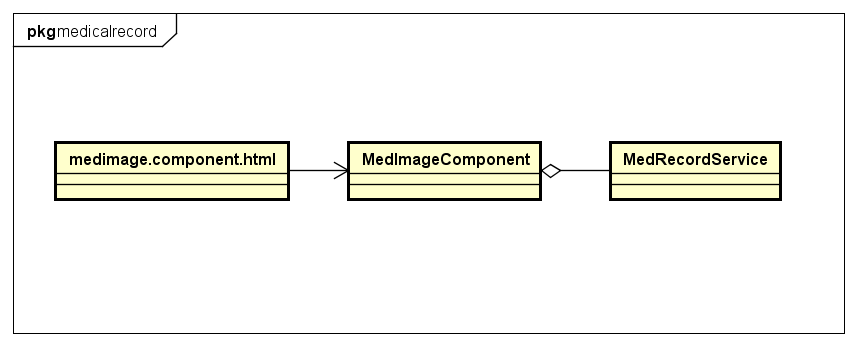 pkg medicalrecord
medimage.component.html
MedImageComponent
MedRecordService